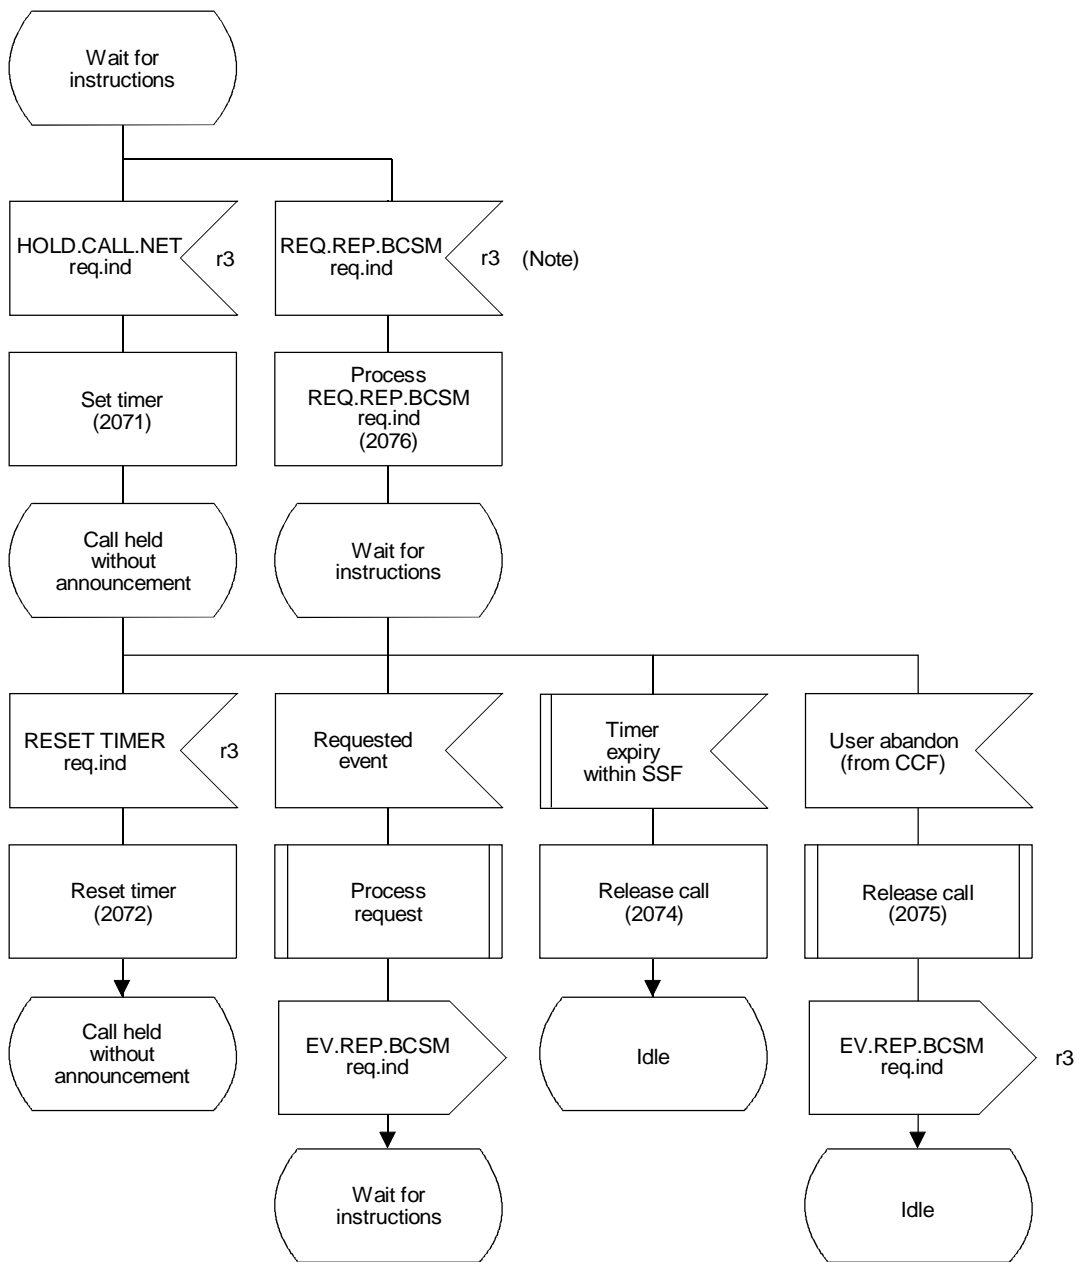 Wait for
instructions
HOLD.CALL.NET
req.ind
r3
REQ.REP.BCSM
req.ind
r3 (Note)
Set timer
(2071)
Process
REQ.REP.BCSM
req.ind
(2076)
Call held
without
announcement
Wait for
instructions
RESET TIMER
req.ind
r3
Requested
event
Timer
expiry
within SSF
User abandon
(from CCF)
Reset timer
(2072)
Process
request
Release call
(2074)
Release call
(2075)
Call held
without
announcement
EV.REP.BCSM
req.ind
Idle
EV.REP.BCSM
req.ind
r3
Wait for
instructions
Idle